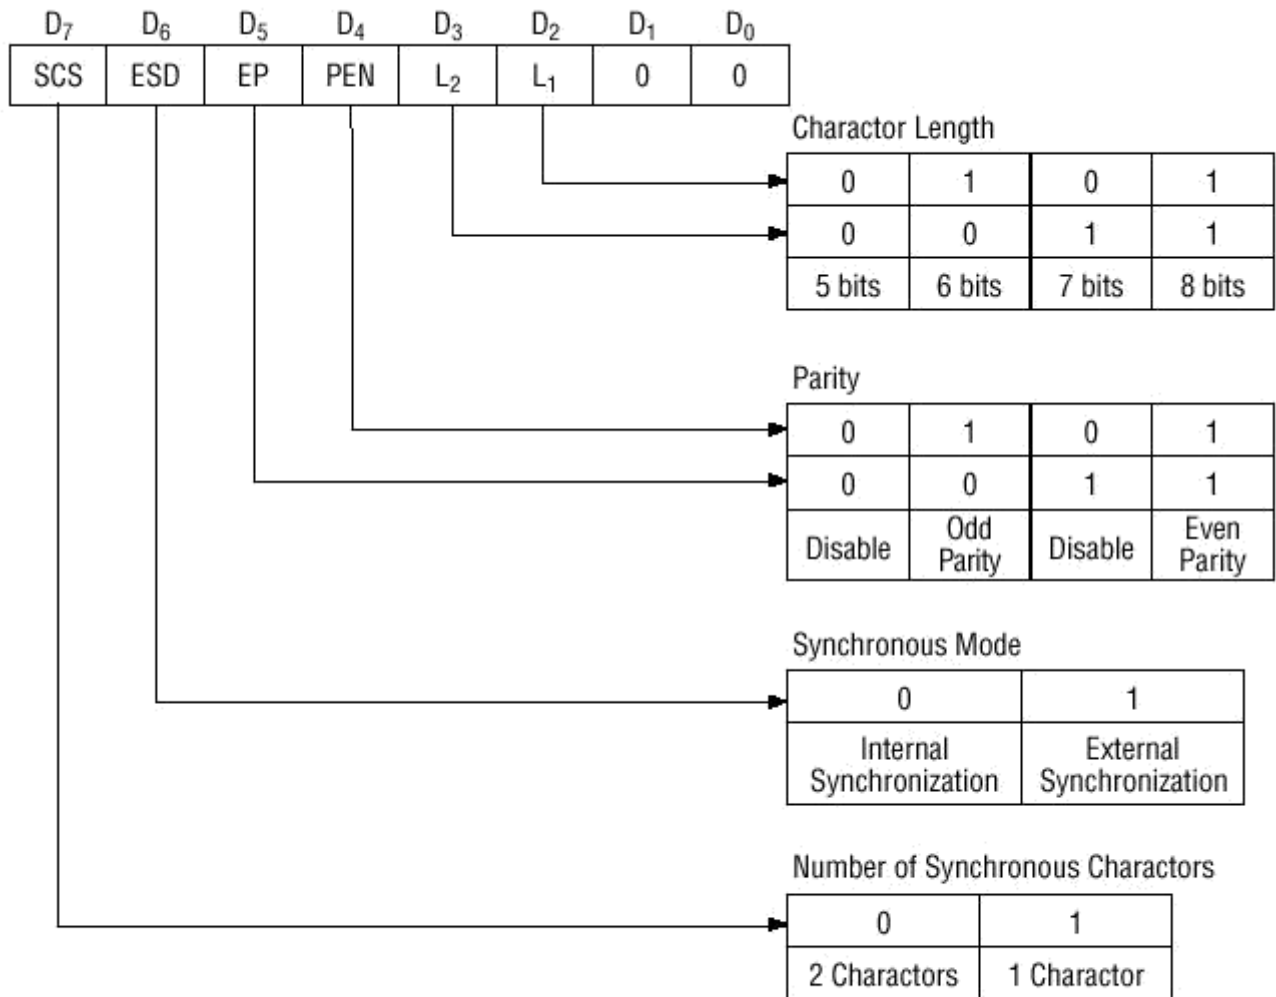 D7 D6 D5 D4 D3 D2 D1 D0
SCS ESD EP PEN L2 L1 0 0
Charactor Length
0 1 0 1
0 0 1 1
5 bits 6 bits 7 bits 8 bits
Parity
0 1 0 1
0 0 1 1
Disable Odd Parity Disable Even Parity
Synchronous Mode
0 1
Internal Synchronization External Synchronization
Number of Synchronous Charactors
0 1
2 Charactors 1 Charactor